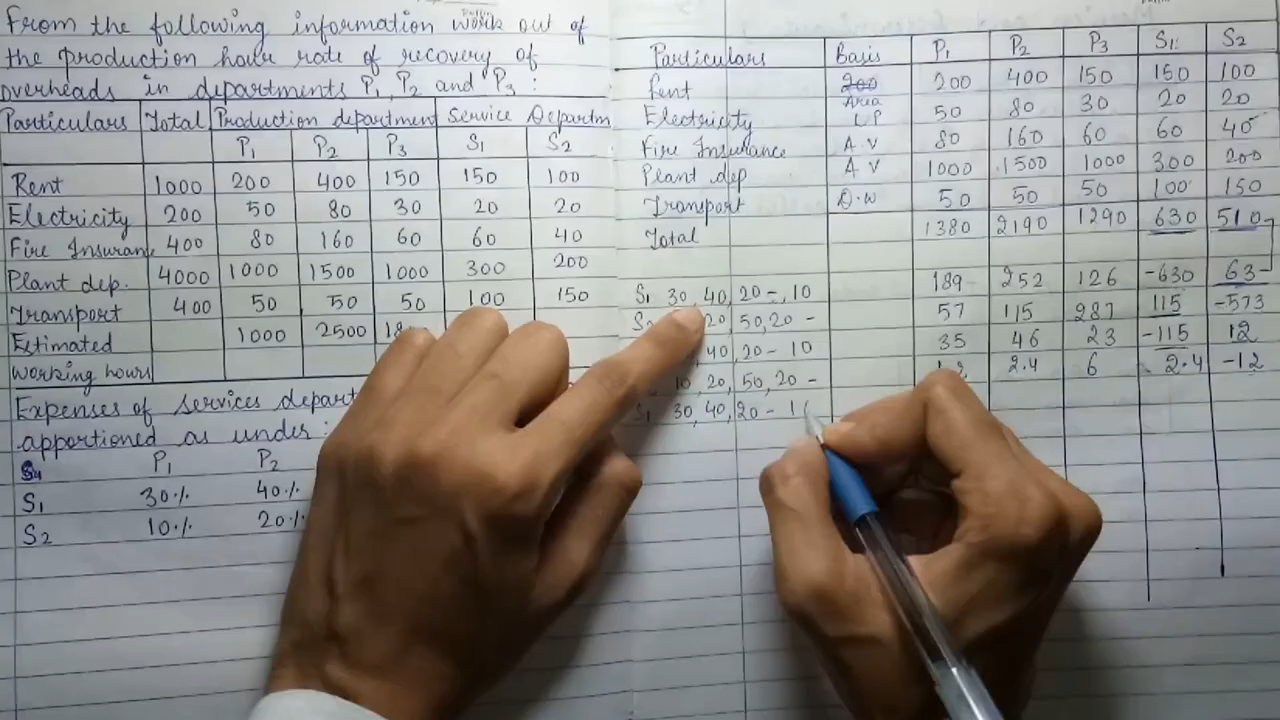 From the following information work out of
the production hour rate of recovery of
overheads in departments P1, P2 and P3 :
Particulars Total Production department Service Departm
P1 P2 P3 S1 S2
Rent 1000 200 400 150 150 100
Electricity 200 50 80 30 20 20
Fire Insuran 400 80 160 60 60 40
Plant dep. 4000 1000 1500 1000 300 200
Transport 400 50 50 50 100 150
Estimated 1000 2500
working hours
Expenses of services depart
apportioned as under :
P1 P2
S1 30% 40%
S2 10% 20%
Particulars Basis P1 P2 P3 S1 S2
Rent 200 Area 200 400 150 150 100
Electricity LP 50 80 30 20 20
Fire Insurance A.V 80 160 60 60 40
Plant dep A V 1000 1500 1000 300 200
Transport D.W 50 50 50 100 150
Total 1380 2190 1290 630 510
S1 30, 40, 20 -, 10 189 252 126 -630 63
20, 50, 20 - 57 115 287 115 -573
40, 20 - 10 35 46 23 -115 12
10, 20, 50, 20 - 2.4 6 2.4 -12
S1 30, 40, 20 -